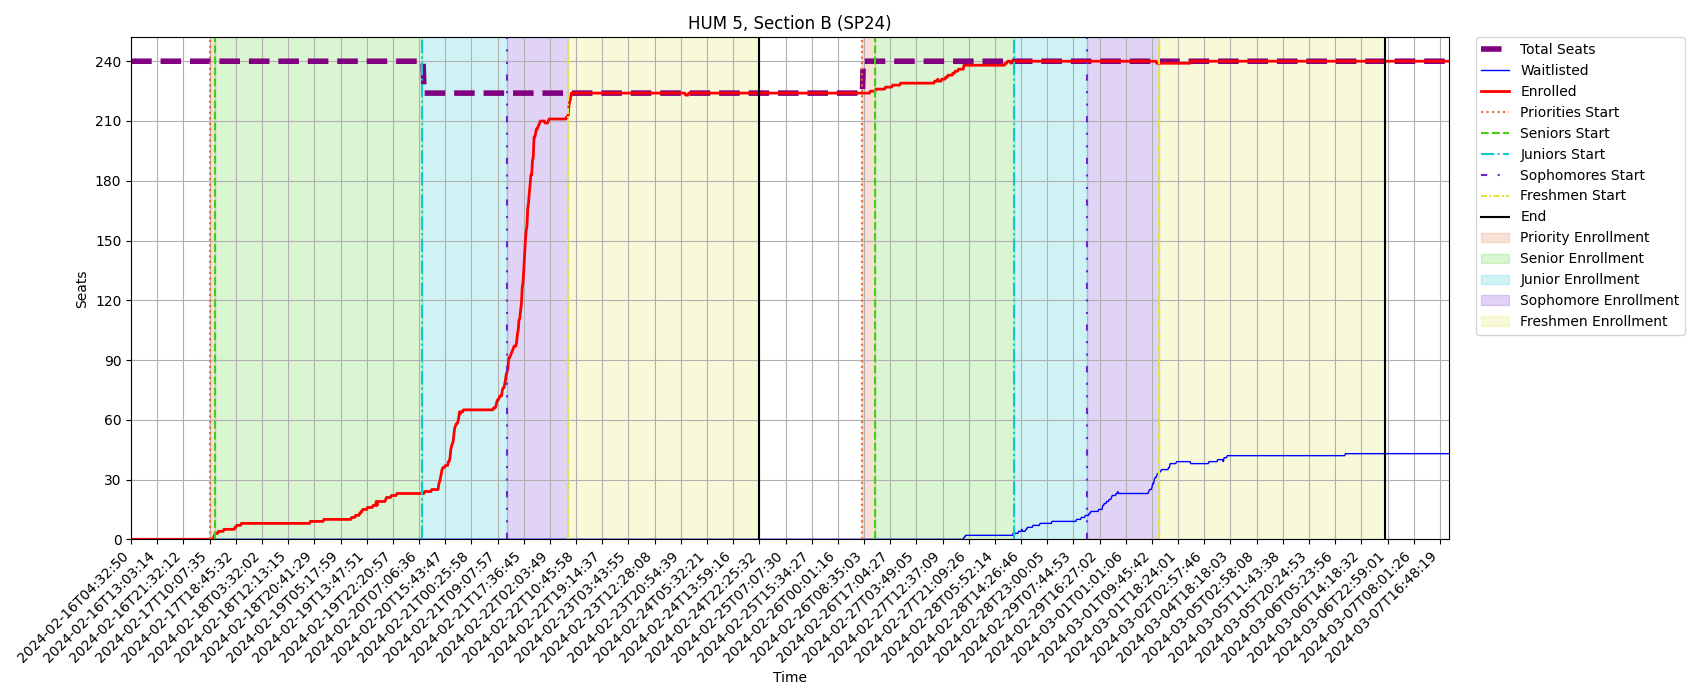 HUM 5, Section B (SP24)
Seats
240
210
180
150
120
90
60
30
0
2024-02-16T04:32:50
2024-02-16T13:03:14
2024-02-16T21:32:12
2024-02-17T10:07:35
2024-02-17T18:45:32
2024-02-18T03:32:02
2024-02-18T12:13:15
2024-02-18T20:41:29
2024-02-19T05:17:59
2024-02-19T13:47:51
2024-02-19T22:20:57
2024-02-20T07:06:36
2024-02-20T15:43:47
2024-02-21T00:25:58
2024-02-21T09:07:57
2024-02-21T17:36:45
2024-02-22T02:03:49
2024-02-22T10:45:58
2024-02-22T19:14:37
2024-02-23T03:43:55
2024-02-23T12:28:08
2024-02-23T20:54:39
2024-02-24T05:32:21
2024-02-24T13:59:16
2024-02-24T22:25:32
2024-02-25T07:07:30
2024-02-25T15:34:27
2024-02-26T00:01:16
2024-02-26T08:35:03
2024-02-26T17:04:27
2024-02-27T03:49:05
2024-02-27T12:37:09
2024-02-27T21:09:26
2024-02-28T05:52:14
2024-02-28T14:26:46
2024-02-28T23:00:05
2024-02-29T07:44:53
2024-02-29T16:27:02
2024-03-01T01:01:06
2024-03-01T09:45:42
2024-03-01T18:24:01
2024-03-02T02:57:46
2024-03-04T18:18:03
2024-03-05T02:58:08
2024-03-05T11:43:38
2024-03-05T20:24:53
2024-03-06T05:23:56
2024-03-06T14:18:32
2024-03-06T22:59:01
2024-03-07T08:01:26
2024-03-07T16:48:19
Time
Total Seats
Waitlisted
Enrolled
Priorities Start
Seniors Start
Juniors Start
Sophomores Start
Freshmen Start
End
Priority Enrollment
Senior Enrollment
Junior Enrollment
Sophomore Enrollment
Freshmen Enrollment